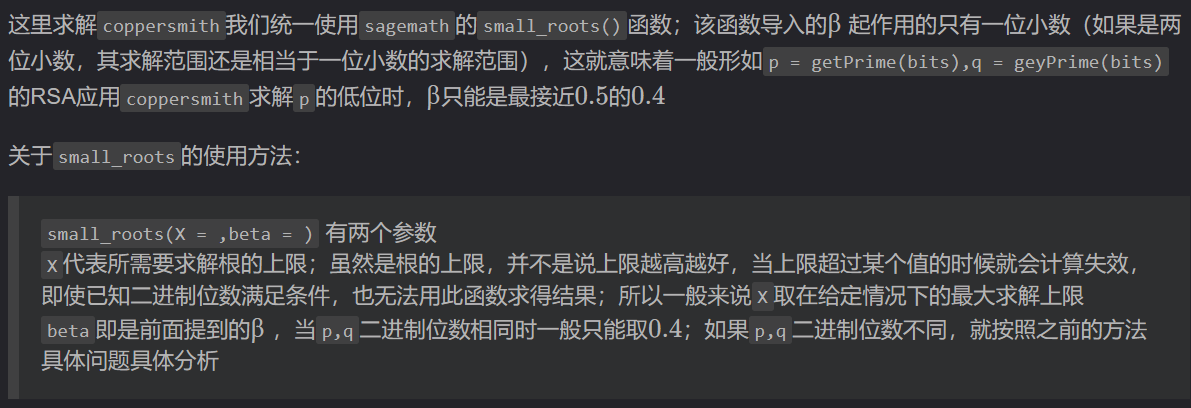 这里求解coppersmith我们统一使用sagemath的small_roots()函数；该函数导入的β 起作用的只有一位小数（如果是两
位小数，其求解范围还是相当于一位小数的求解范围），这就意味着一般形如p = getPrime(bits),q = geyPrime(bits)
的RSA应用coppersmith求解p的低位时，β只能是最接近0.5的0.4
关于small_roots的使用方法：
small_roots(X = ,beta = ) 有两个参数
X代表所需要求解根的上限；虽然是根的上限，并不是说上限越高越好，当上限超过某个值的时候就会计算失效，
即使已知二进制位数满足条件，也无法用此函数求得结果；所以一般来说X取在给定情况下的最大求解上限
beta即是前面提到的β ，当p,q二进制位数相同时一般只能取0.4；如果p,q二进制位数不同，就按照之前的方法
具体问题具体分析